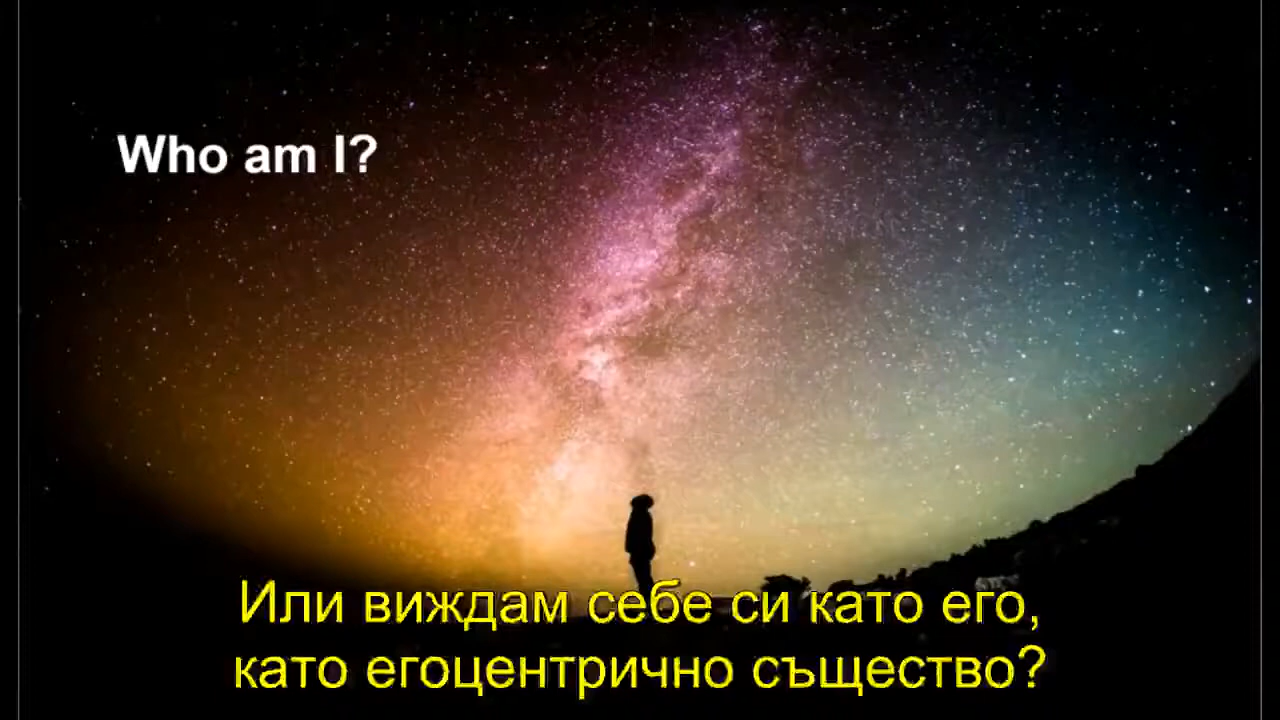 Who am I?
Или виждам себе си като его,
като егоцентрично същество?